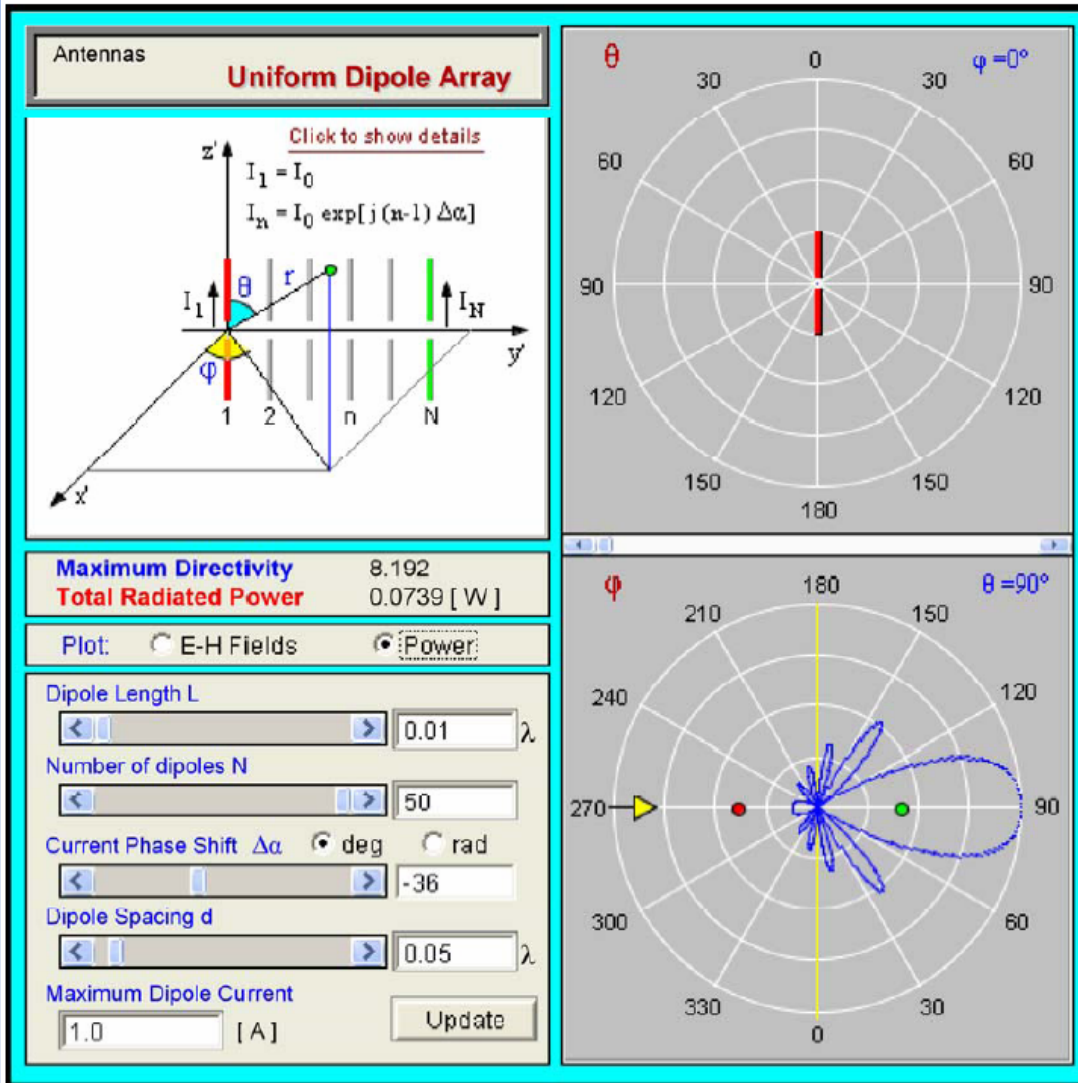 Antennas
Uniform Dipole Array
Click to show details
z'
I1 = I0
In = I0 exp[j(n-1) Δα]
θ
r
I1
IN
y'
φ
1 2 n N
x'
Maximum Directivity 8.192
Total Radiated Power 0.0739 [ W ]
Plot: E-H Fields Power
Dipole Length L
0.01 λ
Number of dipoles N
50
Current Phase Shift Δα deg rad
-36
Dipole Spacing d
0.05 λ
Maximum Dipole Current
1.0 [ A ]
Update
θ 0 φ =0°
30 30
60 60
90 90
120 120
150 150
180
φ 180 θ =90°
210 150
240 120
270 90
300 60
330 30
0